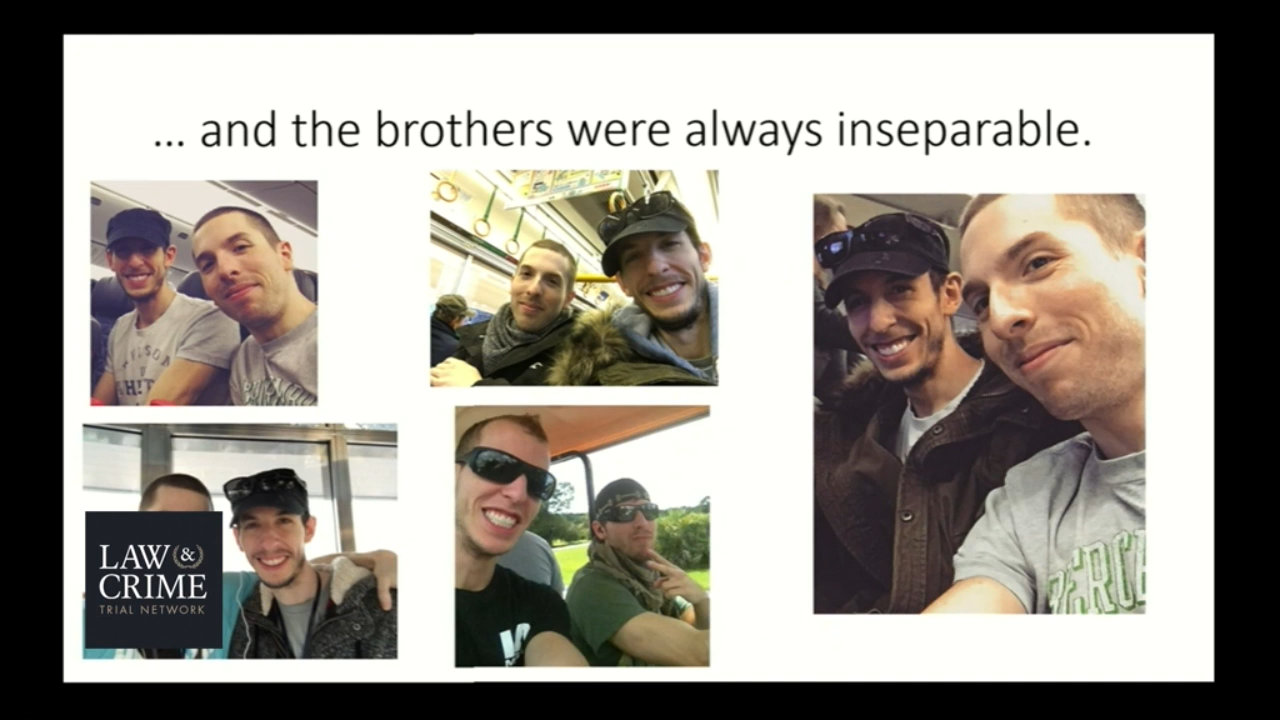 ... and the brothers were always inseparable.
LAW &
CRIME
TRIAL NETWORK